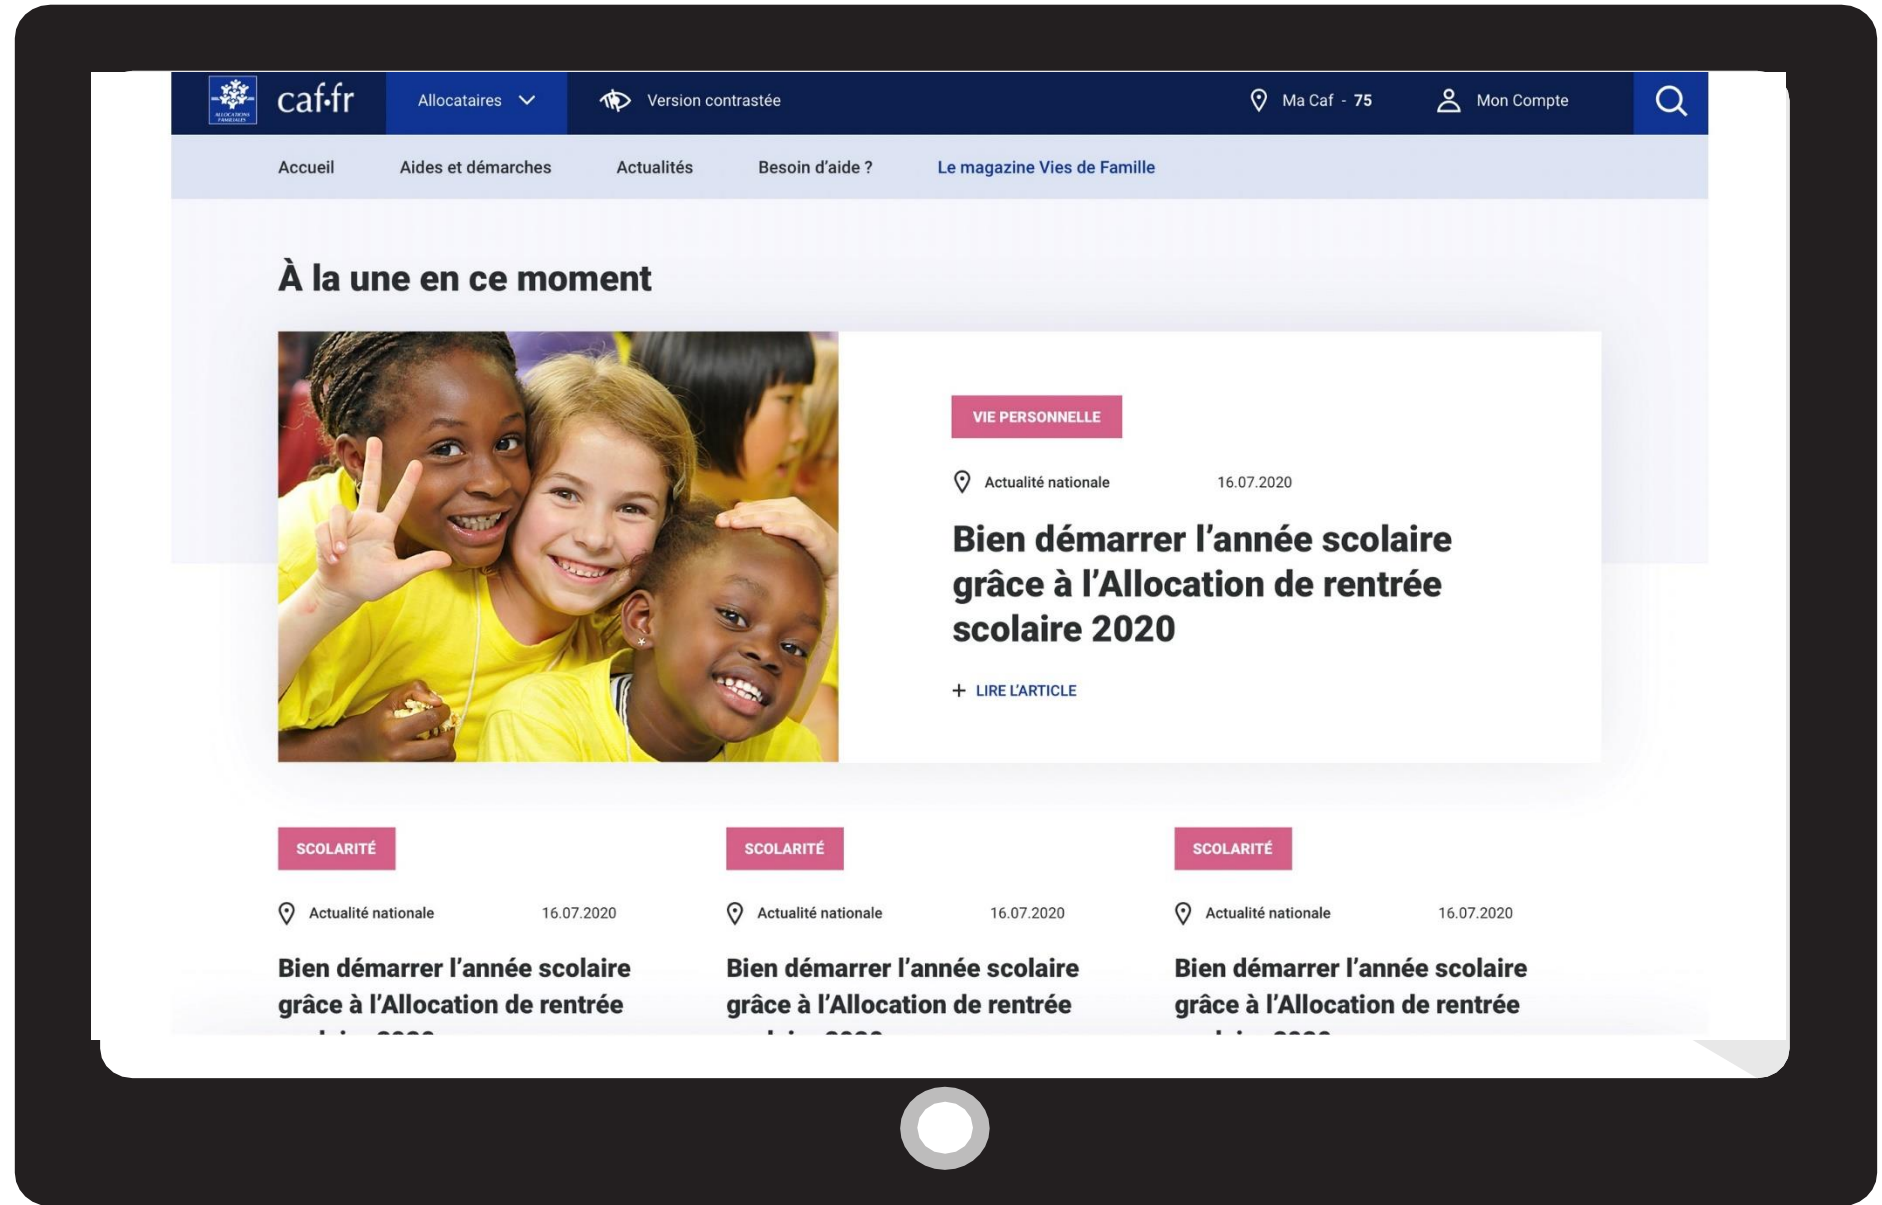 ALLOCATIONS
FAMILIALES
caf.fr
Allocataires
Version contrastée
Ma Caf - 75
Mon Compte
Accueil
Aides et démarches
Actualités
Besoin d’aide ?
Le magazine Vies de Famille
À la une en ce moment
VIE PERSONNELLE
Actualité nationale
16.07.2020
Bien démarrer l’année scolaire
grâce à l’Allocation de rentrée
scolaire 2020
+ LIRE L’ARTICLE
SCOLARITÉ
Actualité nationale
16.07.2020
Bien démarrer l’année scolaire
grâce à l’Allocation de rentrée
SCOLARITÉ
Actualité nationale
16.07.2020
Bien démarrer l’année scolaire
grâce à l’Allocation de rentrée
SCOLARITÉ
Actualité nationale
16.07.2020
Bien démarrer l’année scolaire
grâce à l’Allocation de rentrée